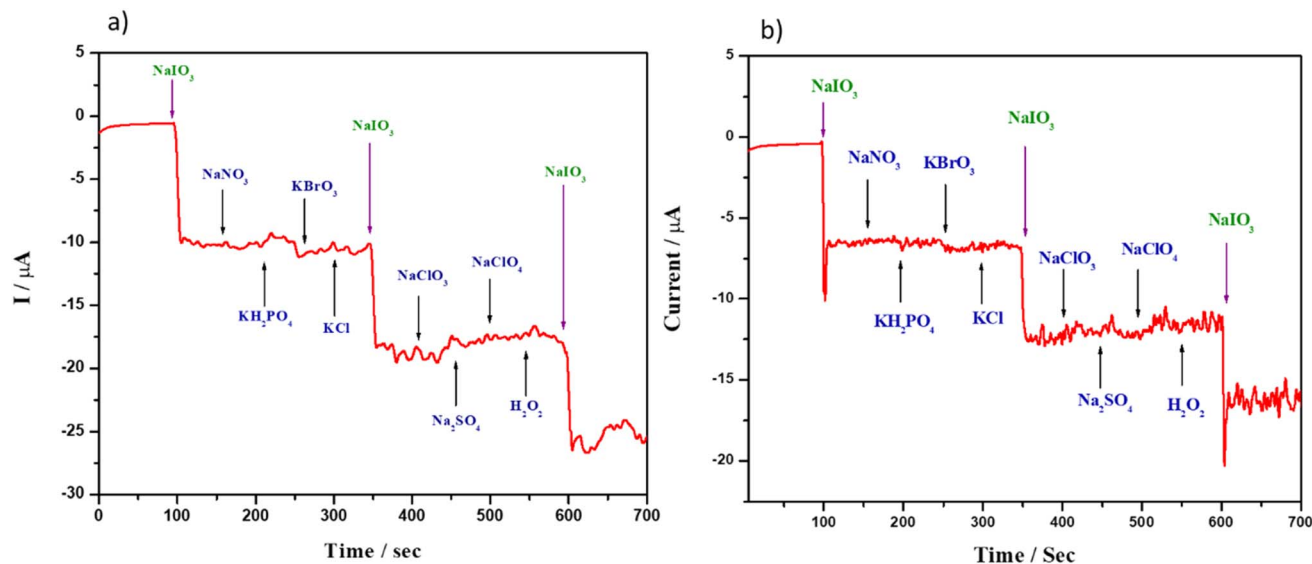 a)
5
0
-5
-10
-15
-20
-25
-30
I / μA
0 100 200 300 400 500 600 700
Time / sec
NaIO₃
NaNO₃
KBrO₃
NaIO₃
KH₂PO₄
KCl
NaClO₃
NaClO₄
NaIO₃
Na₂SO₄
H₂O₂
b)
5
0
-5
-10
-15
-20
Current / μA
100 200 300 400 500 600 700
Time / Sec
NaIO₃
NaNO₃
KBrO₃
NaIO₃
KH₂PO₄
KCl
NaClO₃
NaClO₄
NaIO₃
Na₂SO₄
H₂O₂